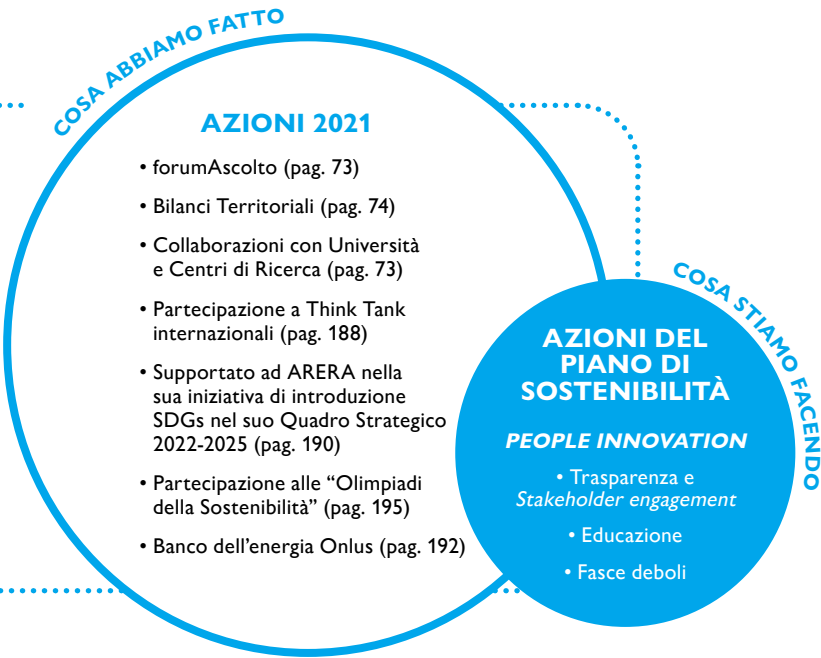 COSA ABBIAMO FATTO
AZIONI 2021
• forumAscolto (pag. 73)
• Bilanci Territoriali (pag. 74)
• Collaborazioni con Università
e Centri di Ricerca (pag. 73)
• Partecipazione a Think Tank
internazionali (pag. 188)
• Supportato ad ARERA nella
sua iniziativa di introduzione
SDGs nel suo Quadro Strategico
2022-2025 (pag. 190)
• Partecipazione alle “Olimpiadi
della Sostenibilità” (pag. 195)
• Banco dell’energia Onlus (pag. 192)
COSA STIAMO FACENDO
AZIONI DEL
PIANO DI
SOSTENIBILITÀ
PEOPLE INNOVATION
• Trasparenza e
Stakeholder engagement
• Educazione
• Fasce deboli